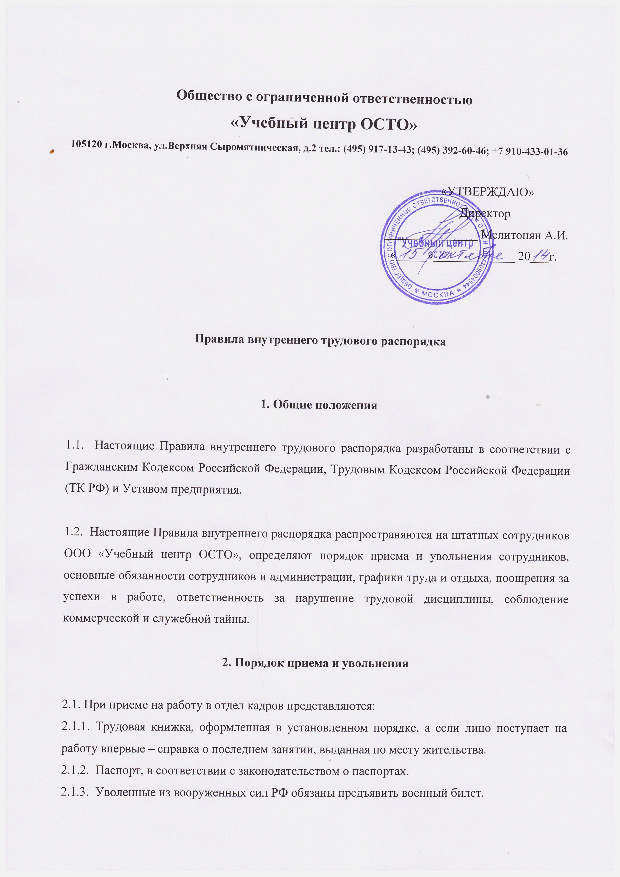 Общество с ограниченной ответственностью
«Учебный центр ОСТО»
105120 г.Москва, ул.Верхняя Сыромятническая, д.2 тел.: (495) 917-13-43; (495) 392-60-46; +7 910-433-01-36
«УТВЕРЖДАЮ»
Директор
Мелитонян А.И.
"Учебный центр
« 15 » октября 2014г.
МОСКВА
Правила внутреннего трудового распорядка
1. Общие положения
1.1. Настоящие Правила внутреннего трудового распорядка разработаны в соответствии с
Гражданским Кодексом Российской Федерации, Трудовым Кодексом Российской Федерации
(ТК РФ) и Уставом предприятия.
1.2. Настоящие Правила внутреннего распорядка распространяются на штатных сотрудников
ООО «Учебный центр ОСТО», определяют порядок приема и увольнения сотрудников,
основные обязанности сотрудников и администрации, графики труда и отдыха, поощрения за
успехи в работе, ответственность за нарушение трудовой дисциплины, соблюдение
коммерческой и служебной тайны.
2. Порядок приема и увольнения
2.1. При приеме на работу в отдел кадров представляются:
2.1.1. Трудовая книжка, оформленная в установленном порядке, а если лицо поступает на
работу впервые – справка о последнем занятии, выданная по месту жительства.
2.1.2. Паспорт, в соответствии с законодательством о паспортах.
2.1.3. Уволенные из вооруженных сил РФ обязаны предъявить военный билет.